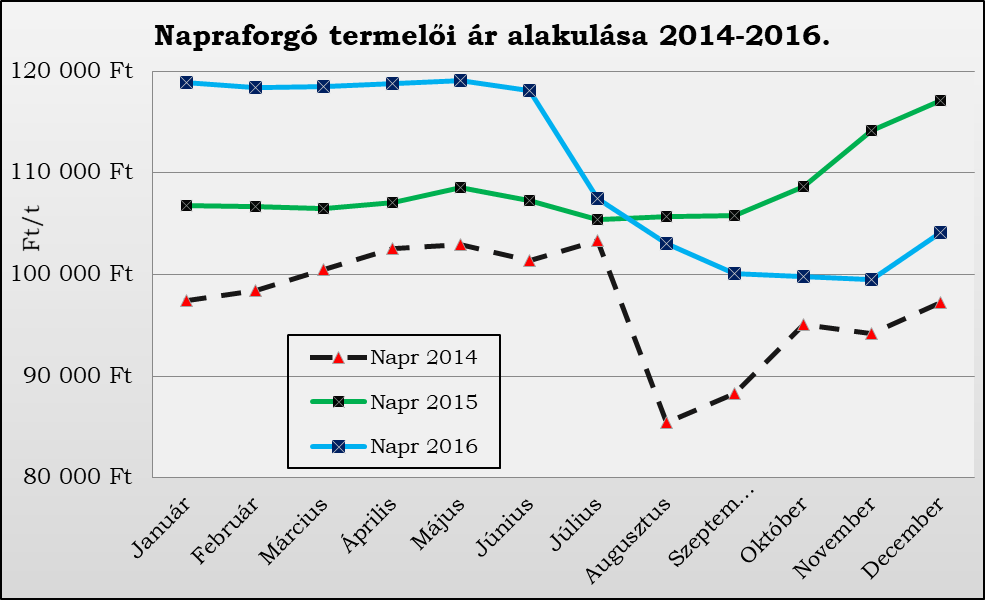 Napraforgó termelői ár alakulása 2014-2016.
120 000 Ft
110 000 Ft
100 000 Ft
90 000 Ft
80 000 Ft
Ft/t
Napr 2014
Napr 2015
Napr 2016
Január
Február
Március
Április
Május
Június
Július
Augusztus
Szeptem...
Október
November
December